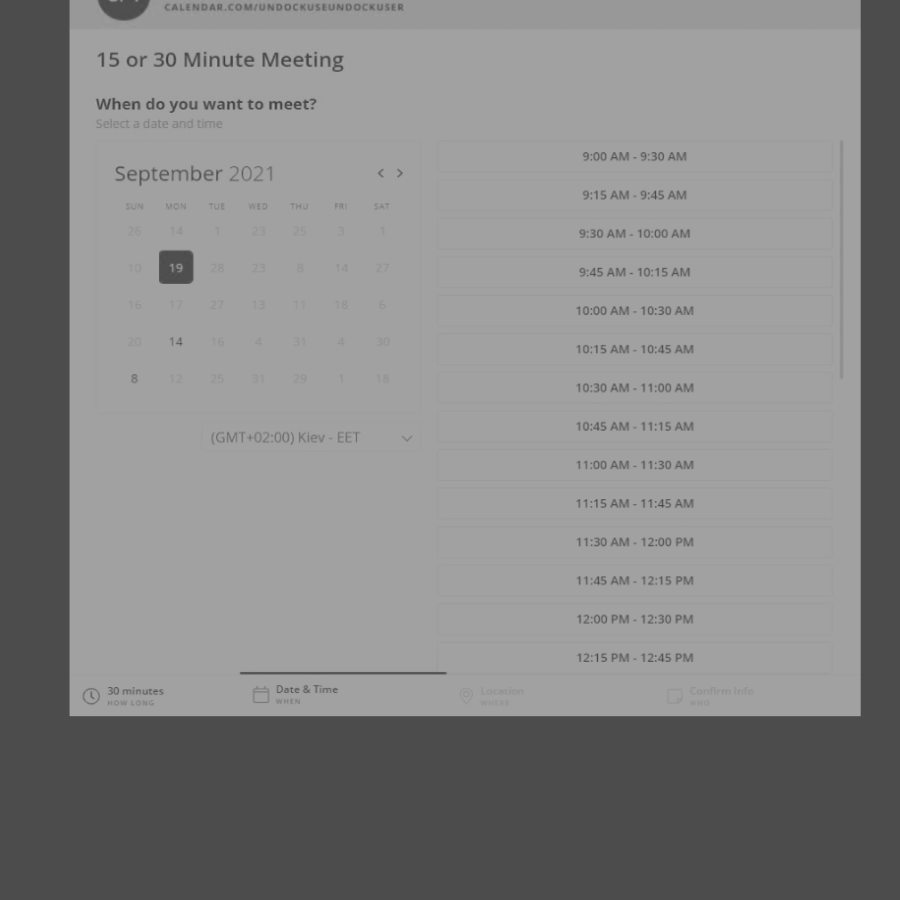 CALENDAR.COM/UNDOCKUSEUNDOCKUSER
15 or 30 Minute Meeting
When do you want to meet?
Select a date and time
September 2021
SUN MON TUE WED THU FRI SAT
26 14 1 23 25 3 1
10 19 28 23 8 14 27
16 17 27 13 11 18 6
20 14 16 4 31 4 30
8 12 25 31 29 1 18
(GMT+02:00) Kiev - EET
9:00 AM - 9:30 AM
9:15 AM - 9:45 AM
9:30 AM - 10:00 AM
9:45 AM - 10:15 AM
10:00 AM - 10:30 AM
10:15 AM - 10:45 AM
10:30 AM - 11:00 AM
10:45 AM - 11:15 AM
11:00 AM - 11:30 AM
11:15 AM - 11:45 AM
11:30 AM - 12:00 PM
11:45 AM - 12:15 PM
12:00 PM - 12:30 PM
12:15 PM - 12:45 PM
30 minutes
HOW LONG
Date & Time
WHEN
Location
WHERE
Confirm Info
WHO